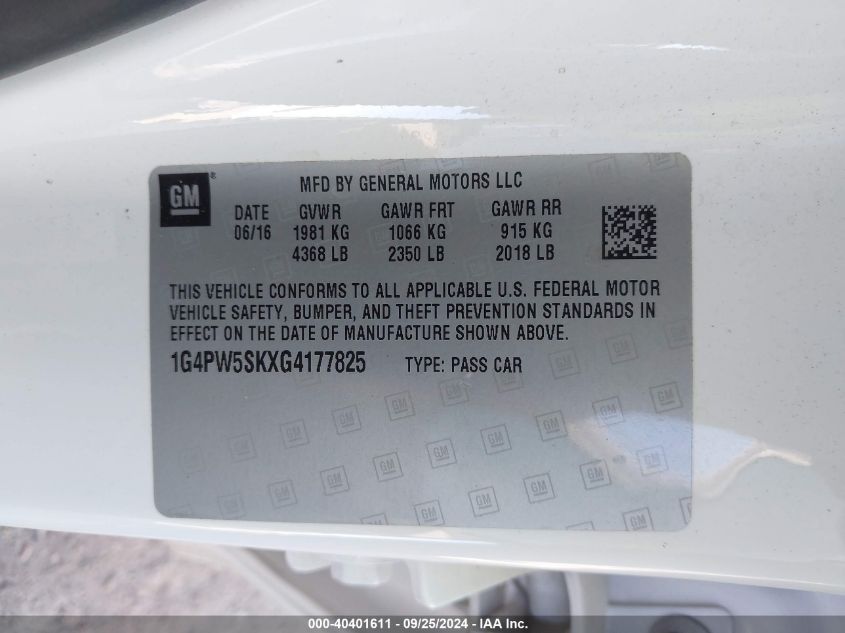 GM ®
MFD BY GENERAL MOTORS LLC
DATE GVWR GAWR FRT GAWR RR
06/16 1981 KG 1066 KG 915 KG
4368 LB 2350 LB 2018 LB
THIS VEHICLE CONFORMS TO ALL APPLICABLE U.S. FEDERAL MOTOR
VEHICLE SAFETY, BUMPER, AND THEFT PREVENTION STANDARDS IN
EFFECT ON THE DATE OF MANUFACTURE SHOWN ABOVE.
1G4PW5SKXG4177825 TYPE: PASS CAR
000-40401611 - 09/25/2024 - IAA Inc.